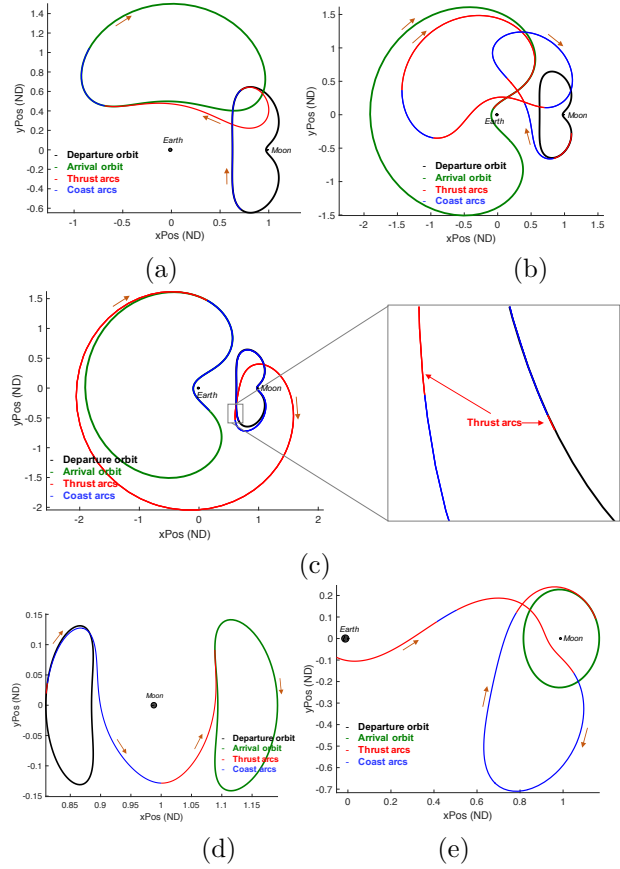 yPos (ND)
1.4
1.2
1
0.8
0.6
0.4
0.2
0
-0.2
-0.4
-0.6
Earth
Moon
- Departure orbit
- Arrival orbit
- Thrust arcs
- Coast arcs
-1
-0.5
0
0.5
1
xPos (ND)
(a)
yPos (ND)
1.5
1
0.5
0
-0.5
-1
-1.5
Earth
Moon
- Departure orbit
- Arrival orbit
- Thrust arcs
- Coast arcs
-2
-1.5
-1
-0.5
0
0.5
1
1.5
xPos (ND)
(b)
yPos (ND)
1.5
1
0.5
0
-0.5
-1
-1.5
-2
Earth
Moon
- Departure orbit
- Arrival orbit
- Thrust arcs
- Coast arcs
-2
-1
0
1
2
xPos (ND)
Thrust arcs
(c)
yPos (ND)
0.15
0.1
0.05
0
-0.05
-0.1
-0.15
Moon
- Departure orbit
- Arrival orbit
- Thrust arcs
- Coast arcs
0.85
0.9
0.95
1
1.05
1.1
1.15
xPos (ND)
(d)
yPos (ND)
0.2
0.1
0
-0.1
-0.2
-0.3
-0.4
-0.5
-0.6
-0.7
Earth
Moon
- Departure orbit
- Arrival orbit
- Thrust arcs
- Coast arcs
0
0.2
0.4
0.6
0.8
1
xPos (ND)
(e)